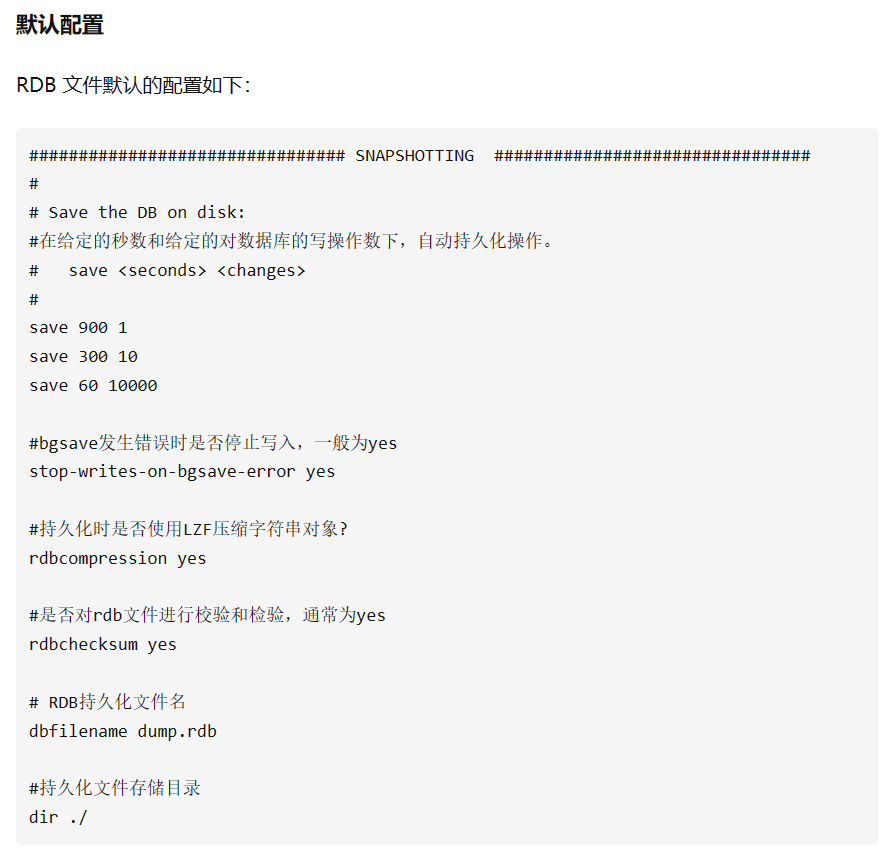 默认配置
RDB 文件默认的配置如下：
################################ SNAPSHOTTING  ################################
#
# Save the DB on disk:
#在给定的秒数和给定的对数据库的写操作数下，自动持久化操作。
#   save <seconds> <changes>
#
save 900 1
save 300 10
save 60 10000
#bgsave发生错误时是否停止写入，一般为yes
stop-writes-on-bgsave-error yes
#持久化时是否使用LZF压缩字符串对象?
rdbcompression yes
#是否对rdb文件进行校验和检验，通常为yes
rdbchecksum yes
# RDB持久化文件名
dbfilename dump.rdb
#持久化文件存储目录
dir ./